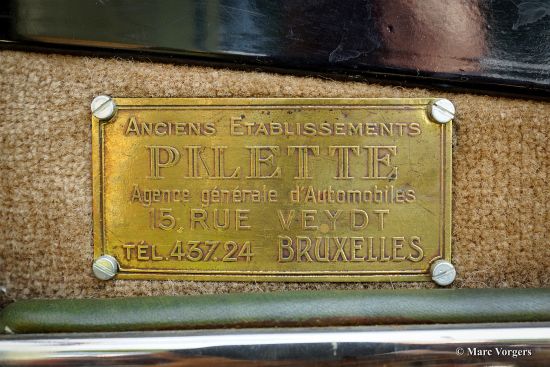 ANCIENS ETABLISSEMENTS
PILETTE
Agence générale d'Automobiles
15, RUE VEYDT
TÉL. 437.24 BRUXELLES
© Marc Vorgers